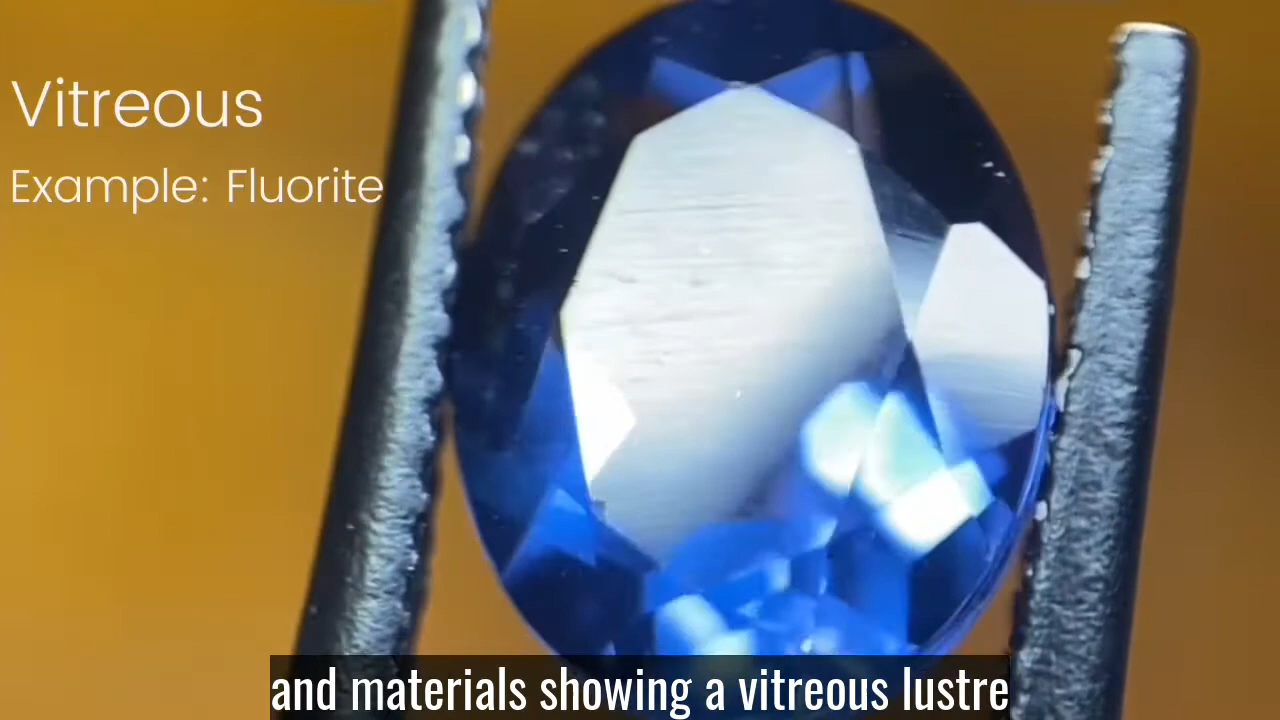 Vitreous
Example: Fluorite
and materials showing a vitreous lustre